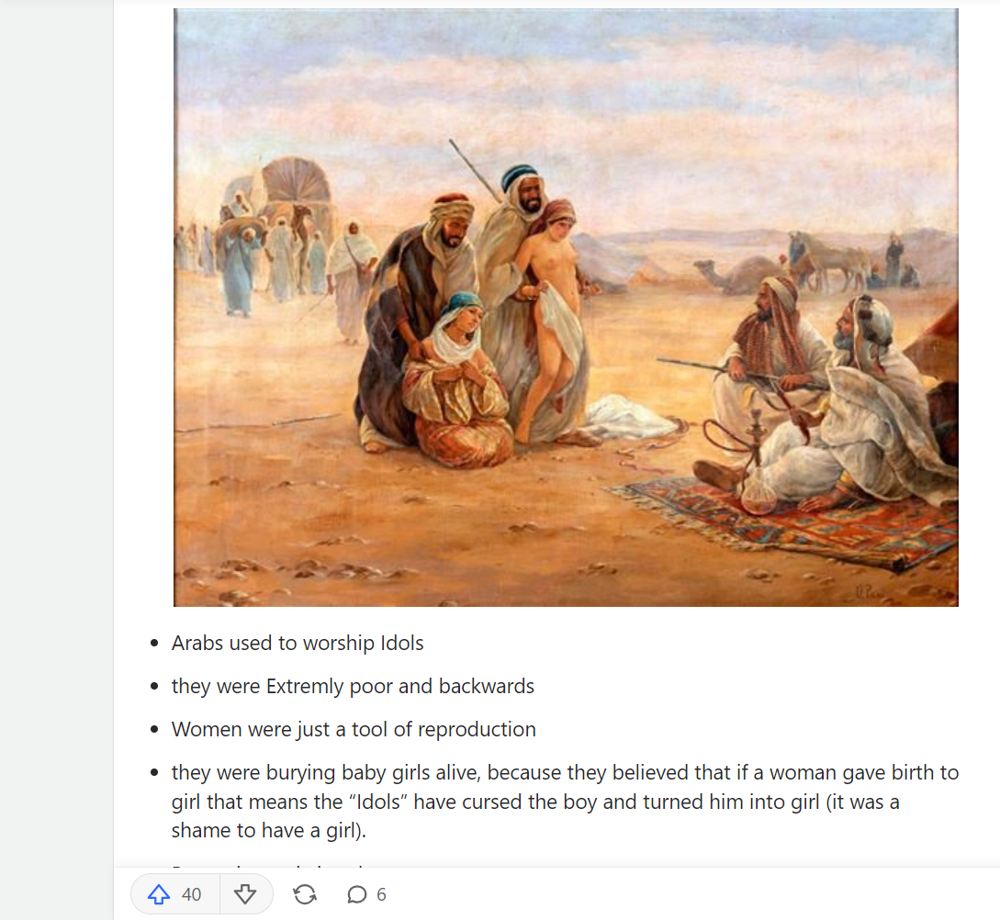 Arabs used to worship Idols
they were Extremly poor and backwards
Women were just a tool of reproduction
they were burying baby girls alive, because they believed that if a woman gave birth to
girl that means the “Idols” have cursed the boy and turned him into girl (it was a
shame to have a girl).
40
6